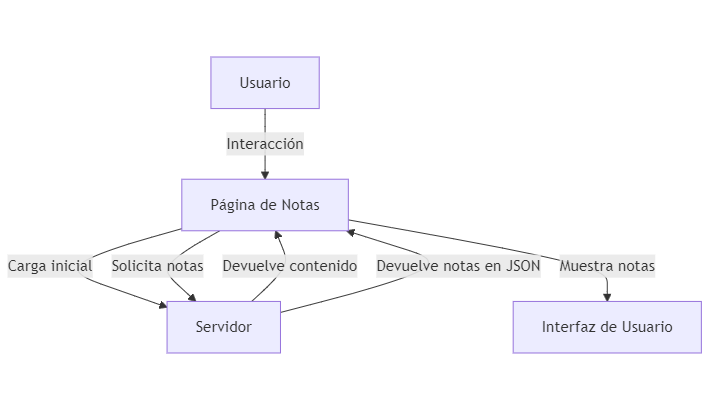 Usuario
Interacción
Página de Notas
Carga inicial
Solicita notas
Devuelve contenido
Devuelve notas en JSON
Muestra notas
Servidor
Interfaz de Usuario